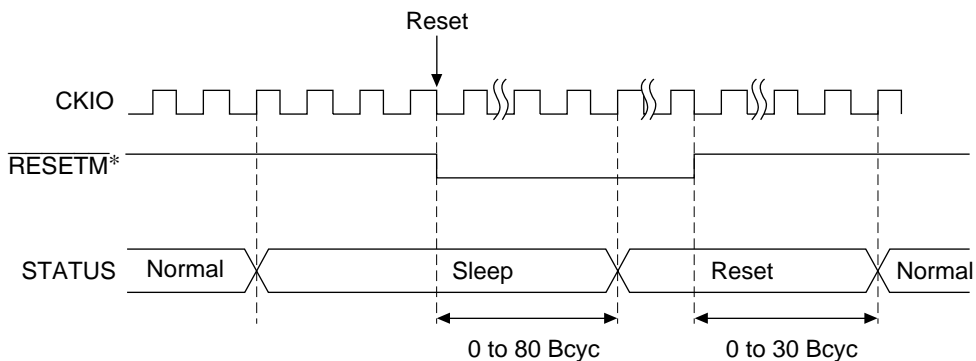 Reset
CKIO
RESETM*
STATUS Normal Sleep Reset Normal
0 to 80 Bcyc 0 to 30 Bcyc